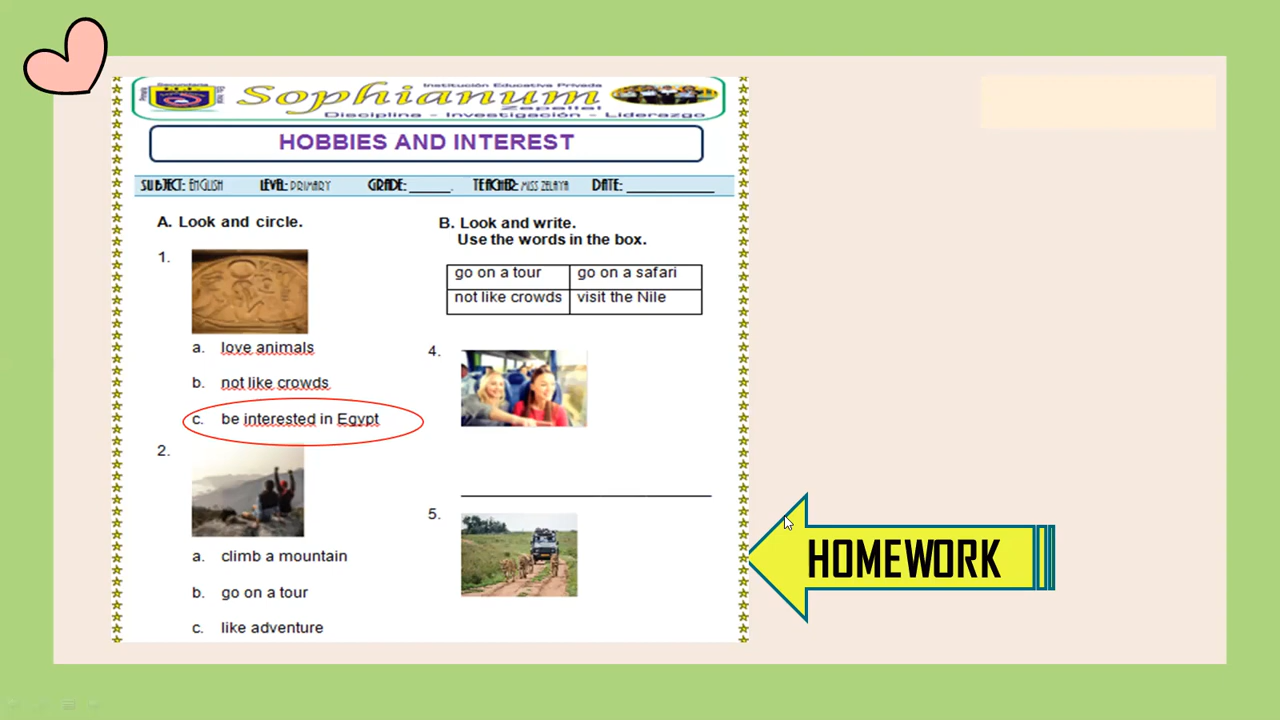 Institución Educativa Privada
Sophianum
Zapallal
Disciplina - Investigación - Liderazgo
HOBBIES AND INTEREST
SUBJECT: ENGLISH LEVEL: PRIMARY GRADE: ______. TEACHER: MISS ZELAYA DATE: ____________
A. Look and circle.
1.
a. love animals
b. not like crowds
c. be interested in Egypt
2.
a. climb a mountain
b. go on a tour
c. like adventure
B. Look and write.
Use the words in the box.
go on a tour go on a safari
not like crowds visit the Nile
4.
5.
HOMEWORK